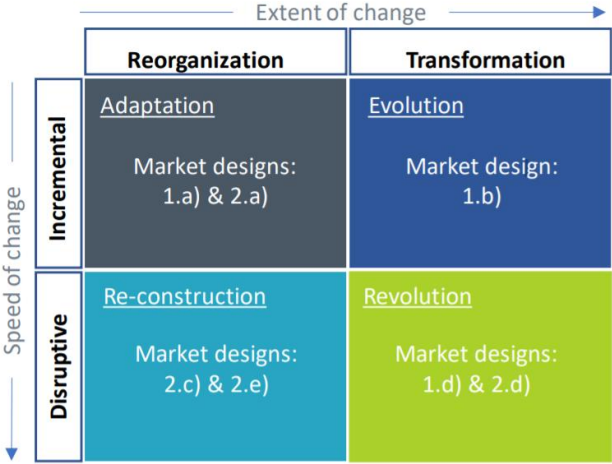 Extent of change
Reorganization
Transformation
Speed of change
Incremental
Adaptation
Market designs:
1.a) & 2.a)
Evolution
Market design:
1.b)
Disruptive
Re-construction
Market designs:
2.c) & 2.e)
Revolution
Market designs:
1.d) & 2.d)